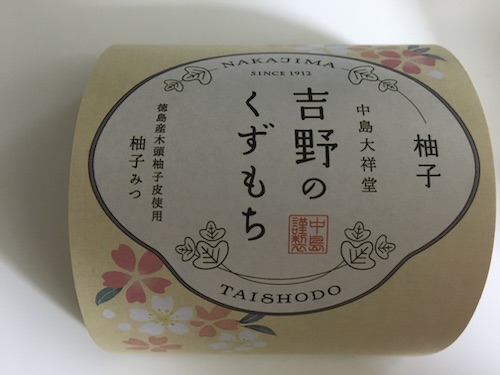 NAKAJIMA
SINCE 1912
柚子
中島大祥堂
吉野の
くずもち
徳島産木頭柚子皮使用
柚子みつ
中島
謹製
TAISHODO